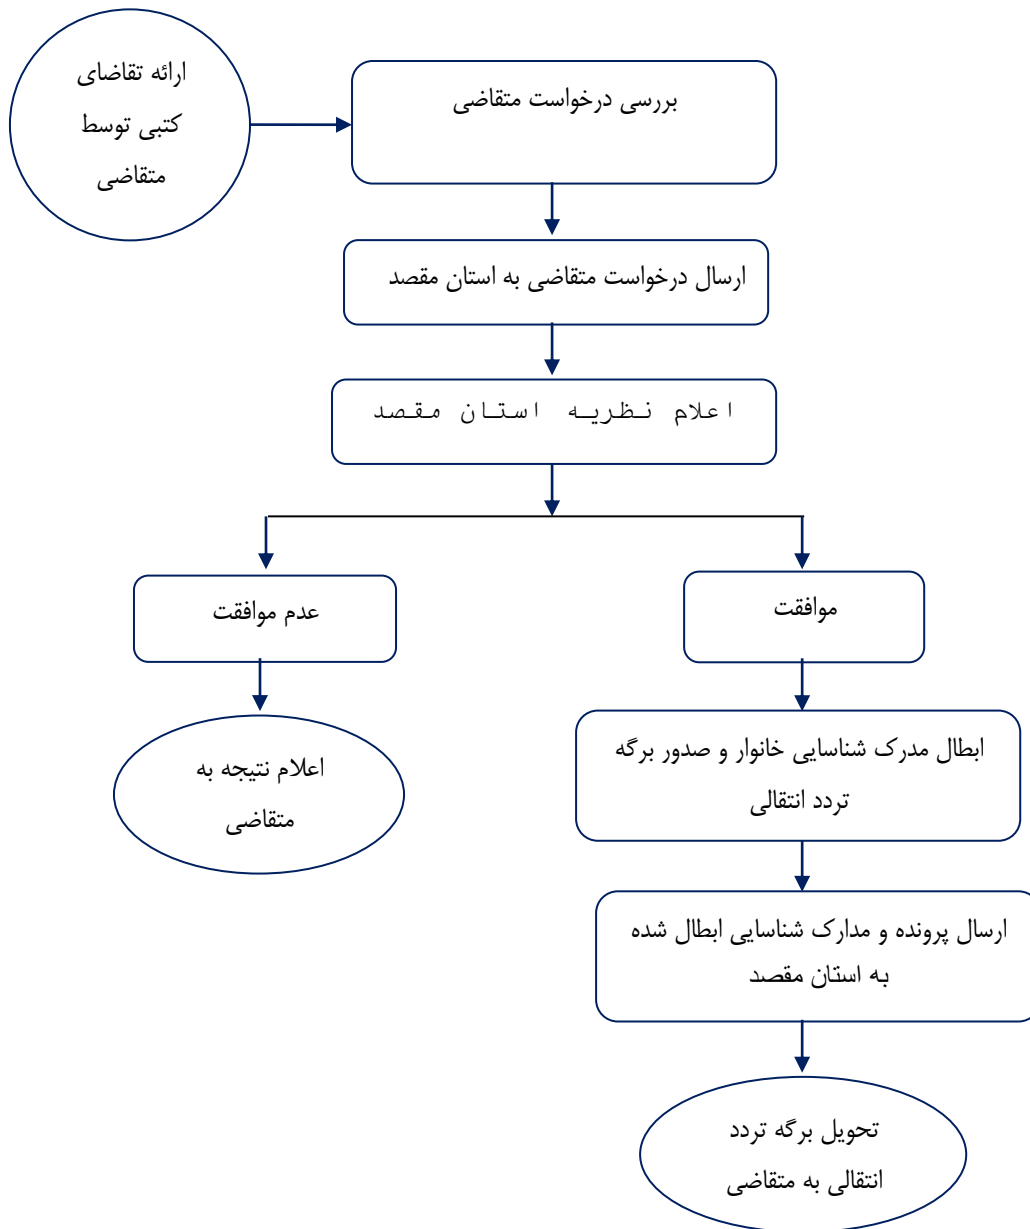 ارائه تقاضای
کتبی توسط
متقاضی
بررسی درخواست متقاضی
ارسال درخواست متقاضی به استان مقصد
اعلام نظریه استان مقصد
عدم موافقت
موافقت
اعلام نتیجه به
متقاضی
ابطال مدرک شناسایی خانوار و صدور برگه
تردد انتقالی
ارسال پرونده و مدارک شناسایی ابطال شده
به استان مقصد
تحویل برگه تردد
انتقالی به متقاضی